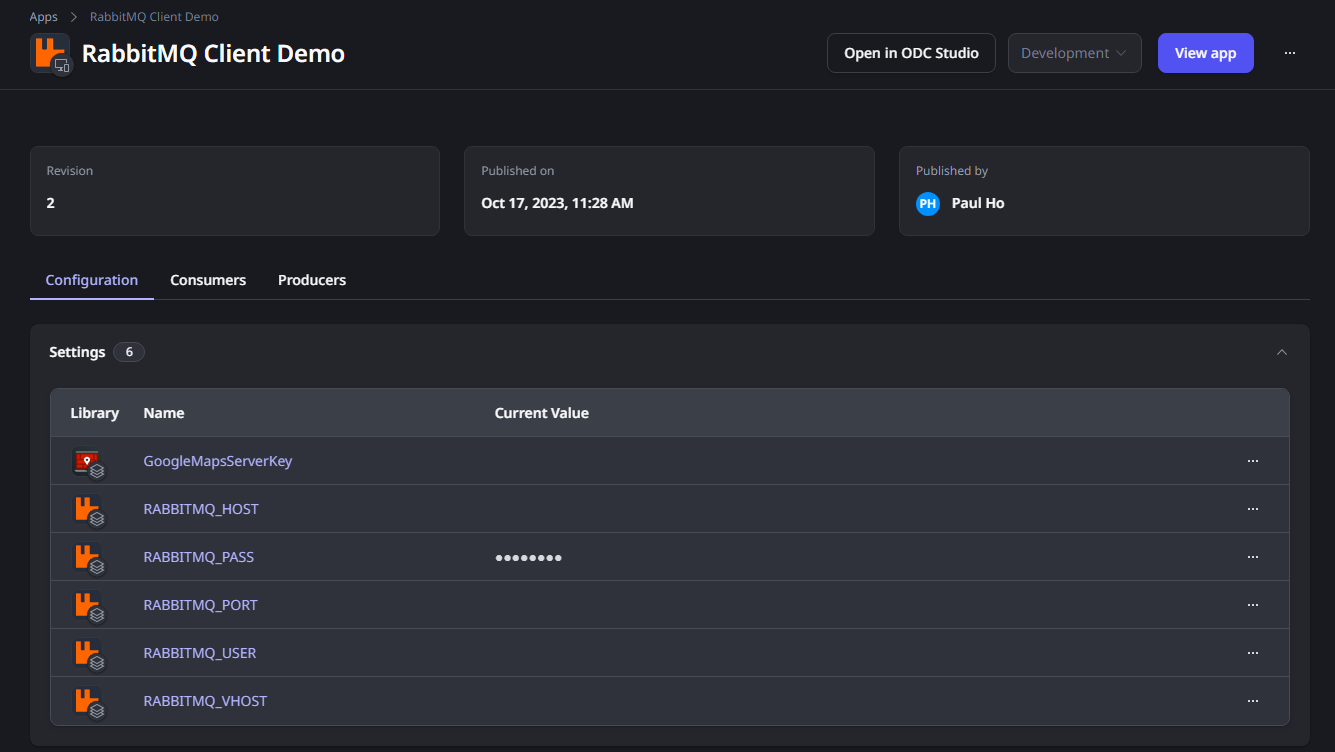 Apps > RabbitMQ Client Demo
RabbitMQ Client Demo
Open in ODC Studio
Development
View app
...
Revision
2
Published on
Oct 17, 2023, 11:28 AM
Published by
PH Paul Ho
Configuration Consumers Producers
Settings 6
Library Name Current Value
GoogleMapsServerKey ...
RABBITMQ_HOST ...
RABBITMQ_PASS ●●●●●●●● ...
RABBITMQ_PORT ...
RABBITMQ_USER ...
RABBITMQ_VHOST ...